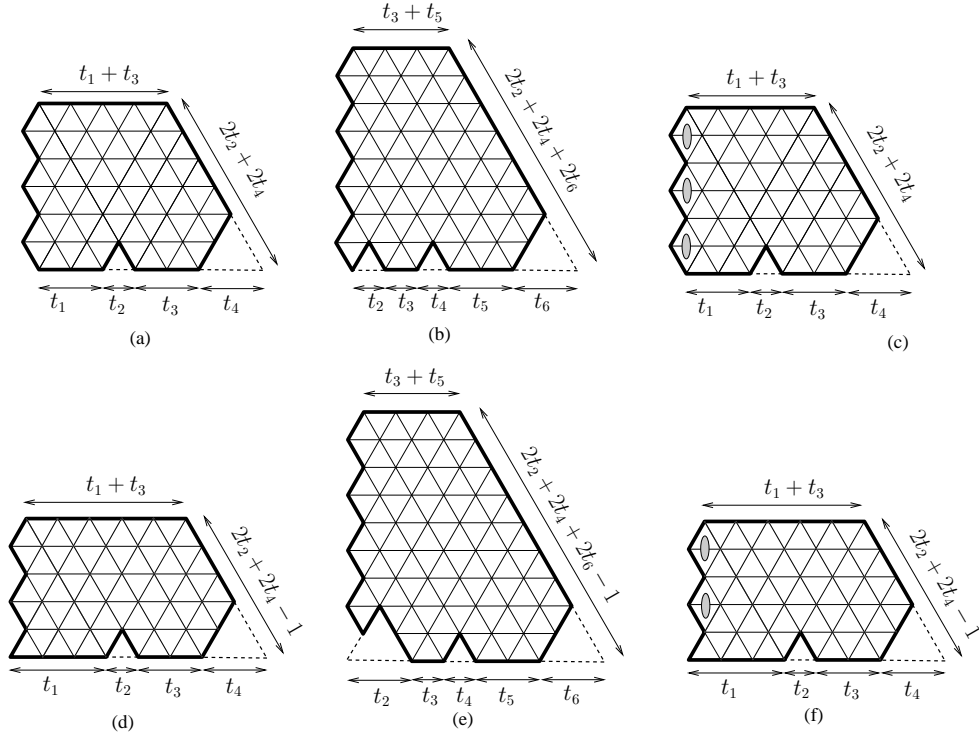 t₁ + t₃
2t₂ + 2t₄
t₁ t₂ t₃ t₄
(a)
t₃ + t₅
2t₂ + 2t₄ + 2t₆
t₂ t₃ t₄ t₅ t₆
(b)
t₁ + t₃
2t₂ + 2t₄
t₁ t₂ t₃ t₄
(c)
t₁ + t₃
2t₂ + 2t₄ − 1
t₁ t₂ t₃ t₄
(d)
t₃ + t₅
2t₂ + 2t₄ + 2t₆ − 1
t₂ t₃ t₄ t₅ t₆
(e)
t₁ + t₃
2t₂ + 2t₄ − 1
t₁ t₂ t₃ t₄
(f)